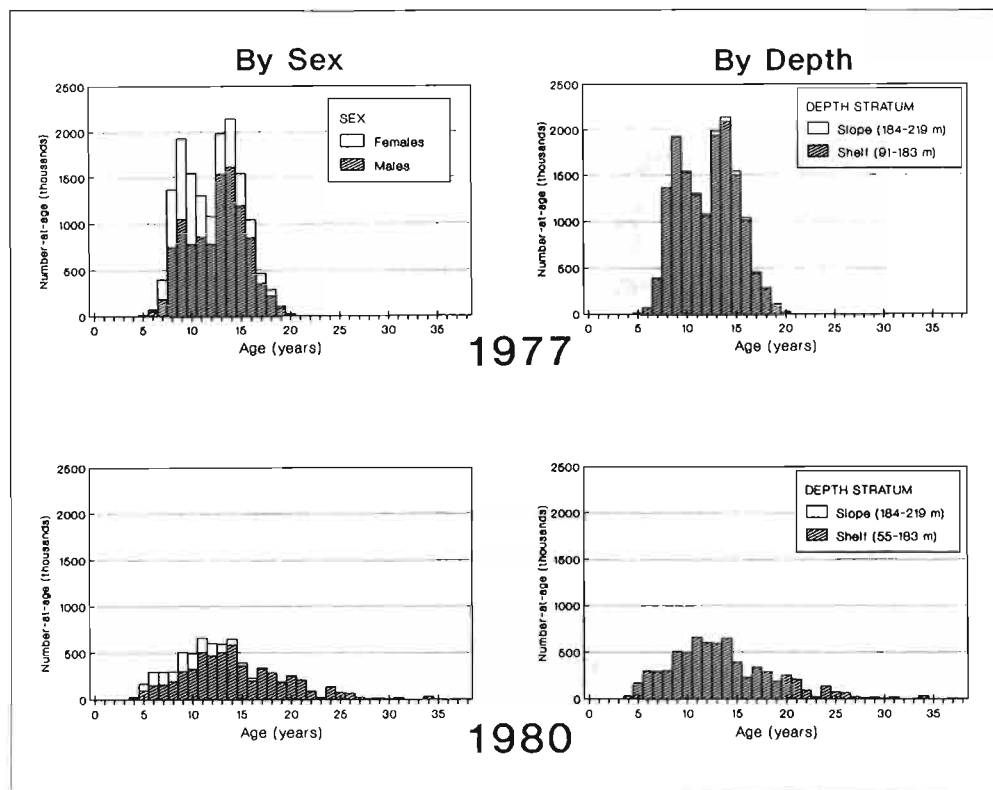 By Sex
By Depth
2500
2000
1500
1000
500
0
Number-at-age (thousands)
SEX
Females
Males
0 5 10 15 20 25 30 35
Age (years)
2500
2000
1500
1000
500
0
Number-at-age (thousands)
DEPTH STRATUM
Slope (184-219 m)
Shelf (91-183 m)
0 5 10 15 20 25 30 35
Age (years)
1977
2500
2000
1500
1000
500
0
Number-at-age (thousands)
0 5 10 15 20 25 30 35
Age (years)
2500
2000
1500
1000
500
0
Number-at-age (thousands)
DEPTH STRATUM
Slope (184-219 m)
Shelf (55-183 m)
0 5 10 15 20 25 30 35
Age (years)
1980